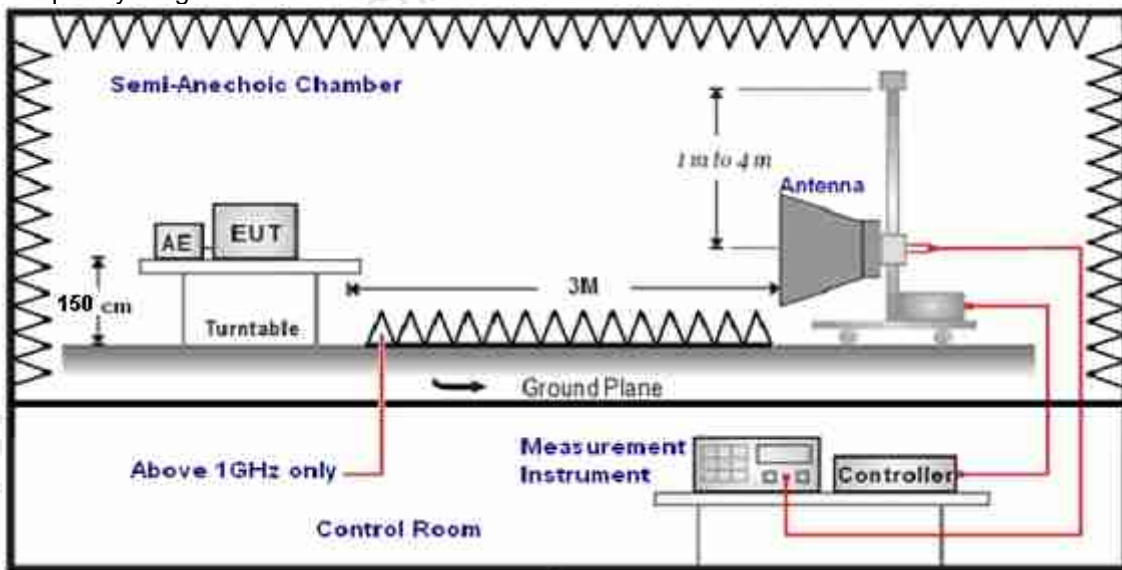 Semi-Anechoic Chamber
1 m to 4 m
Antenna
AE
EUT
150 cm
3M
Turntable
Ground Plane
Above 1GHz only
Measurement
Instrument
Controller
Control Room